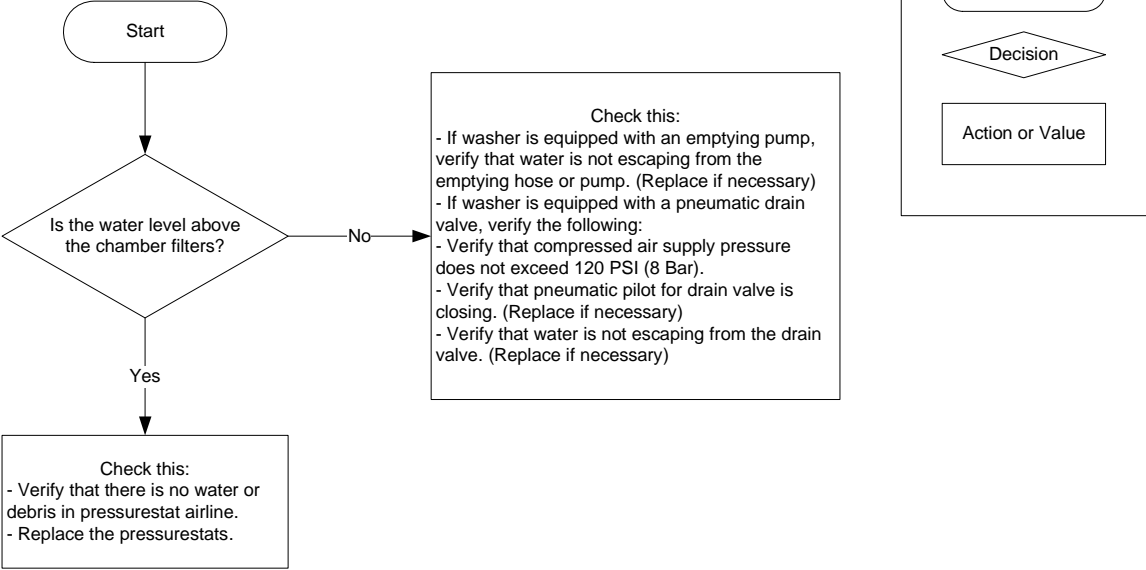 Start
Is the water level above
the chamber filters?
No
Yes
Check this:
- If washer is equipped with an emptying pump,
verify that water is not escaping from the
emptying hose or pump. (Replace if necessary)
- If washer is equipped with a pneumatic drain
valve, verify the following:
- Verify that compressed air supply pressure
does not exceed 120 PSI (8 Bar).
- Verify that pneumatic pilot for drain valve is
closing. (Replace if necessary)
- Verify that water is not escaping from the drain
valve. (Replace if necessary)
Check this:
- Verify that there is no water or
debris in pressurestat airline.
- Replace the pressurestats.
Decision
Action or Value